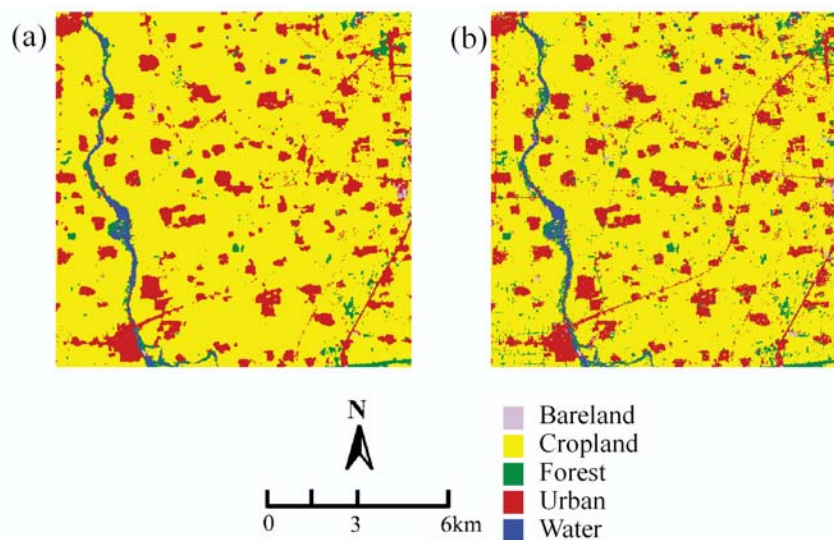 (a)
(b)
N
0 3 6km
Bareland
Cropland
Forest
Urban
Water